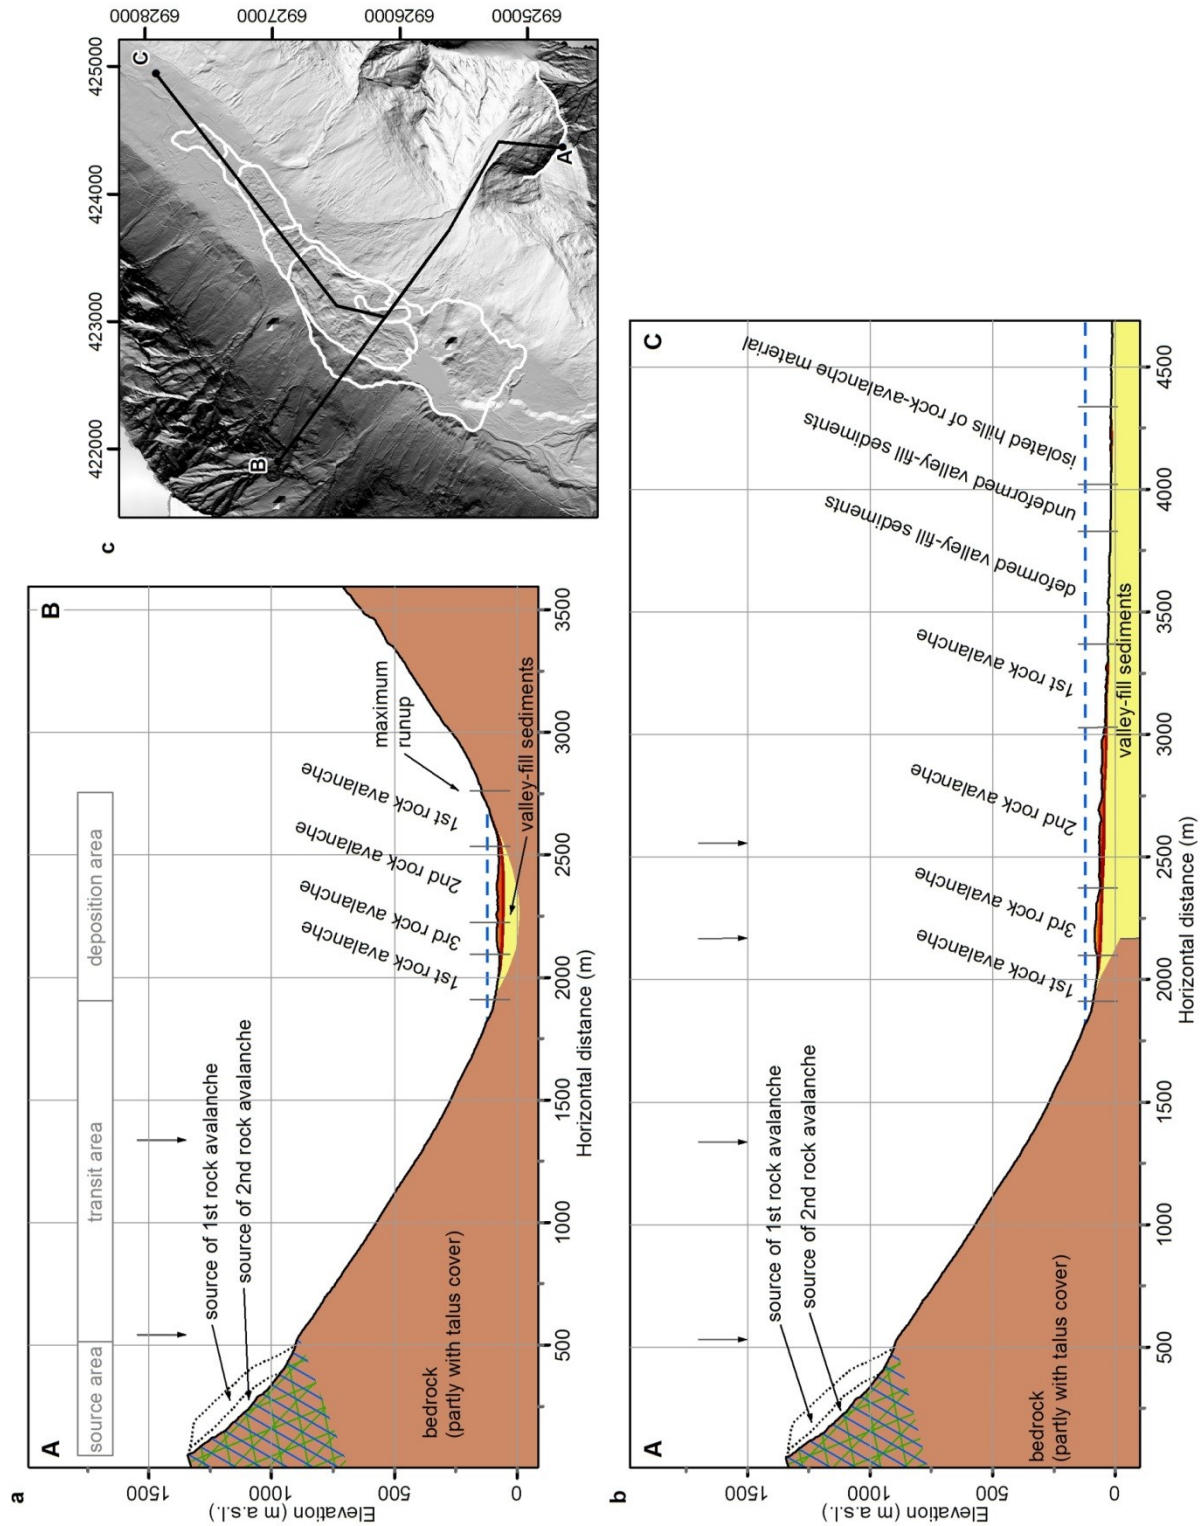 a
A
B
source area
transit area
deposition area
source of 1st rock avalanche
source of 2nd rock avalanche
1st rock avalanche
3rd rock avalanche
2nd rock avalanche
1st rock avalanche
maximum
runup
valley-fill sediments
bedrock
(partly with talus cover)
Elevation (m a.s.l.)
1500
1000
500
0
500
1000
1500
2000
2500
3000
3500
Horizontal distance (m)
c
422000
423000
424000
425000
6928000
6927000
6926000
6925000
A
B
C
b
A
C
source of 1st rock avalanche
source of 2nd rock avalanche
1st rock avalanche
3rd rock avalanche
2nd rock avalanche
1st rock avalanche
deformed valley-fill sediments
undeformed valley-fill sediments
isolated hills of rock-avalanche material
valley-fill sediments
bedrock
(partly with talus cover)
Elevation (m a.s.l.)
1500
1000
500
0
500
1000
1500
2000
2500
3000
3500
4000
4500
Horizontal distance (m)